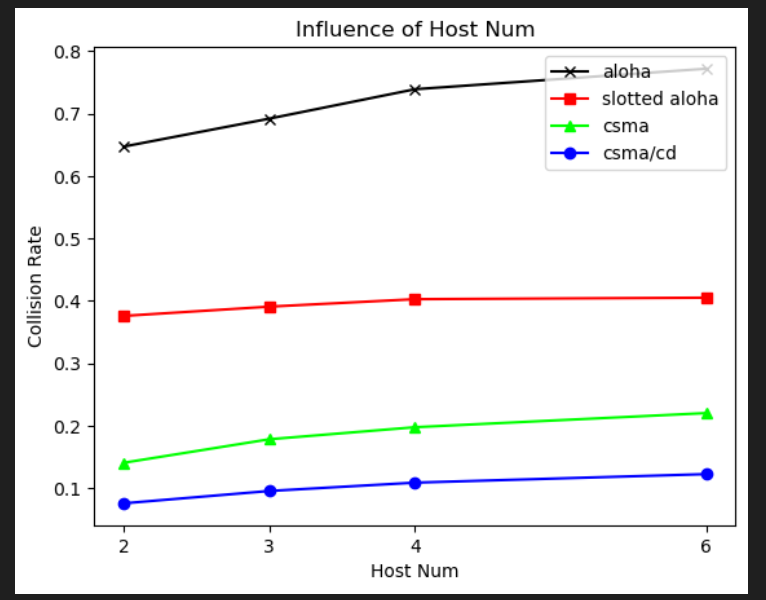 Influence of Host Num
0.8
0.7
0.6
0.5
0.4
0.3
0.2
0.1
Collision Rate
aloha
slotted aloha
csma
csma/cd
2 3 4 6
Host Num